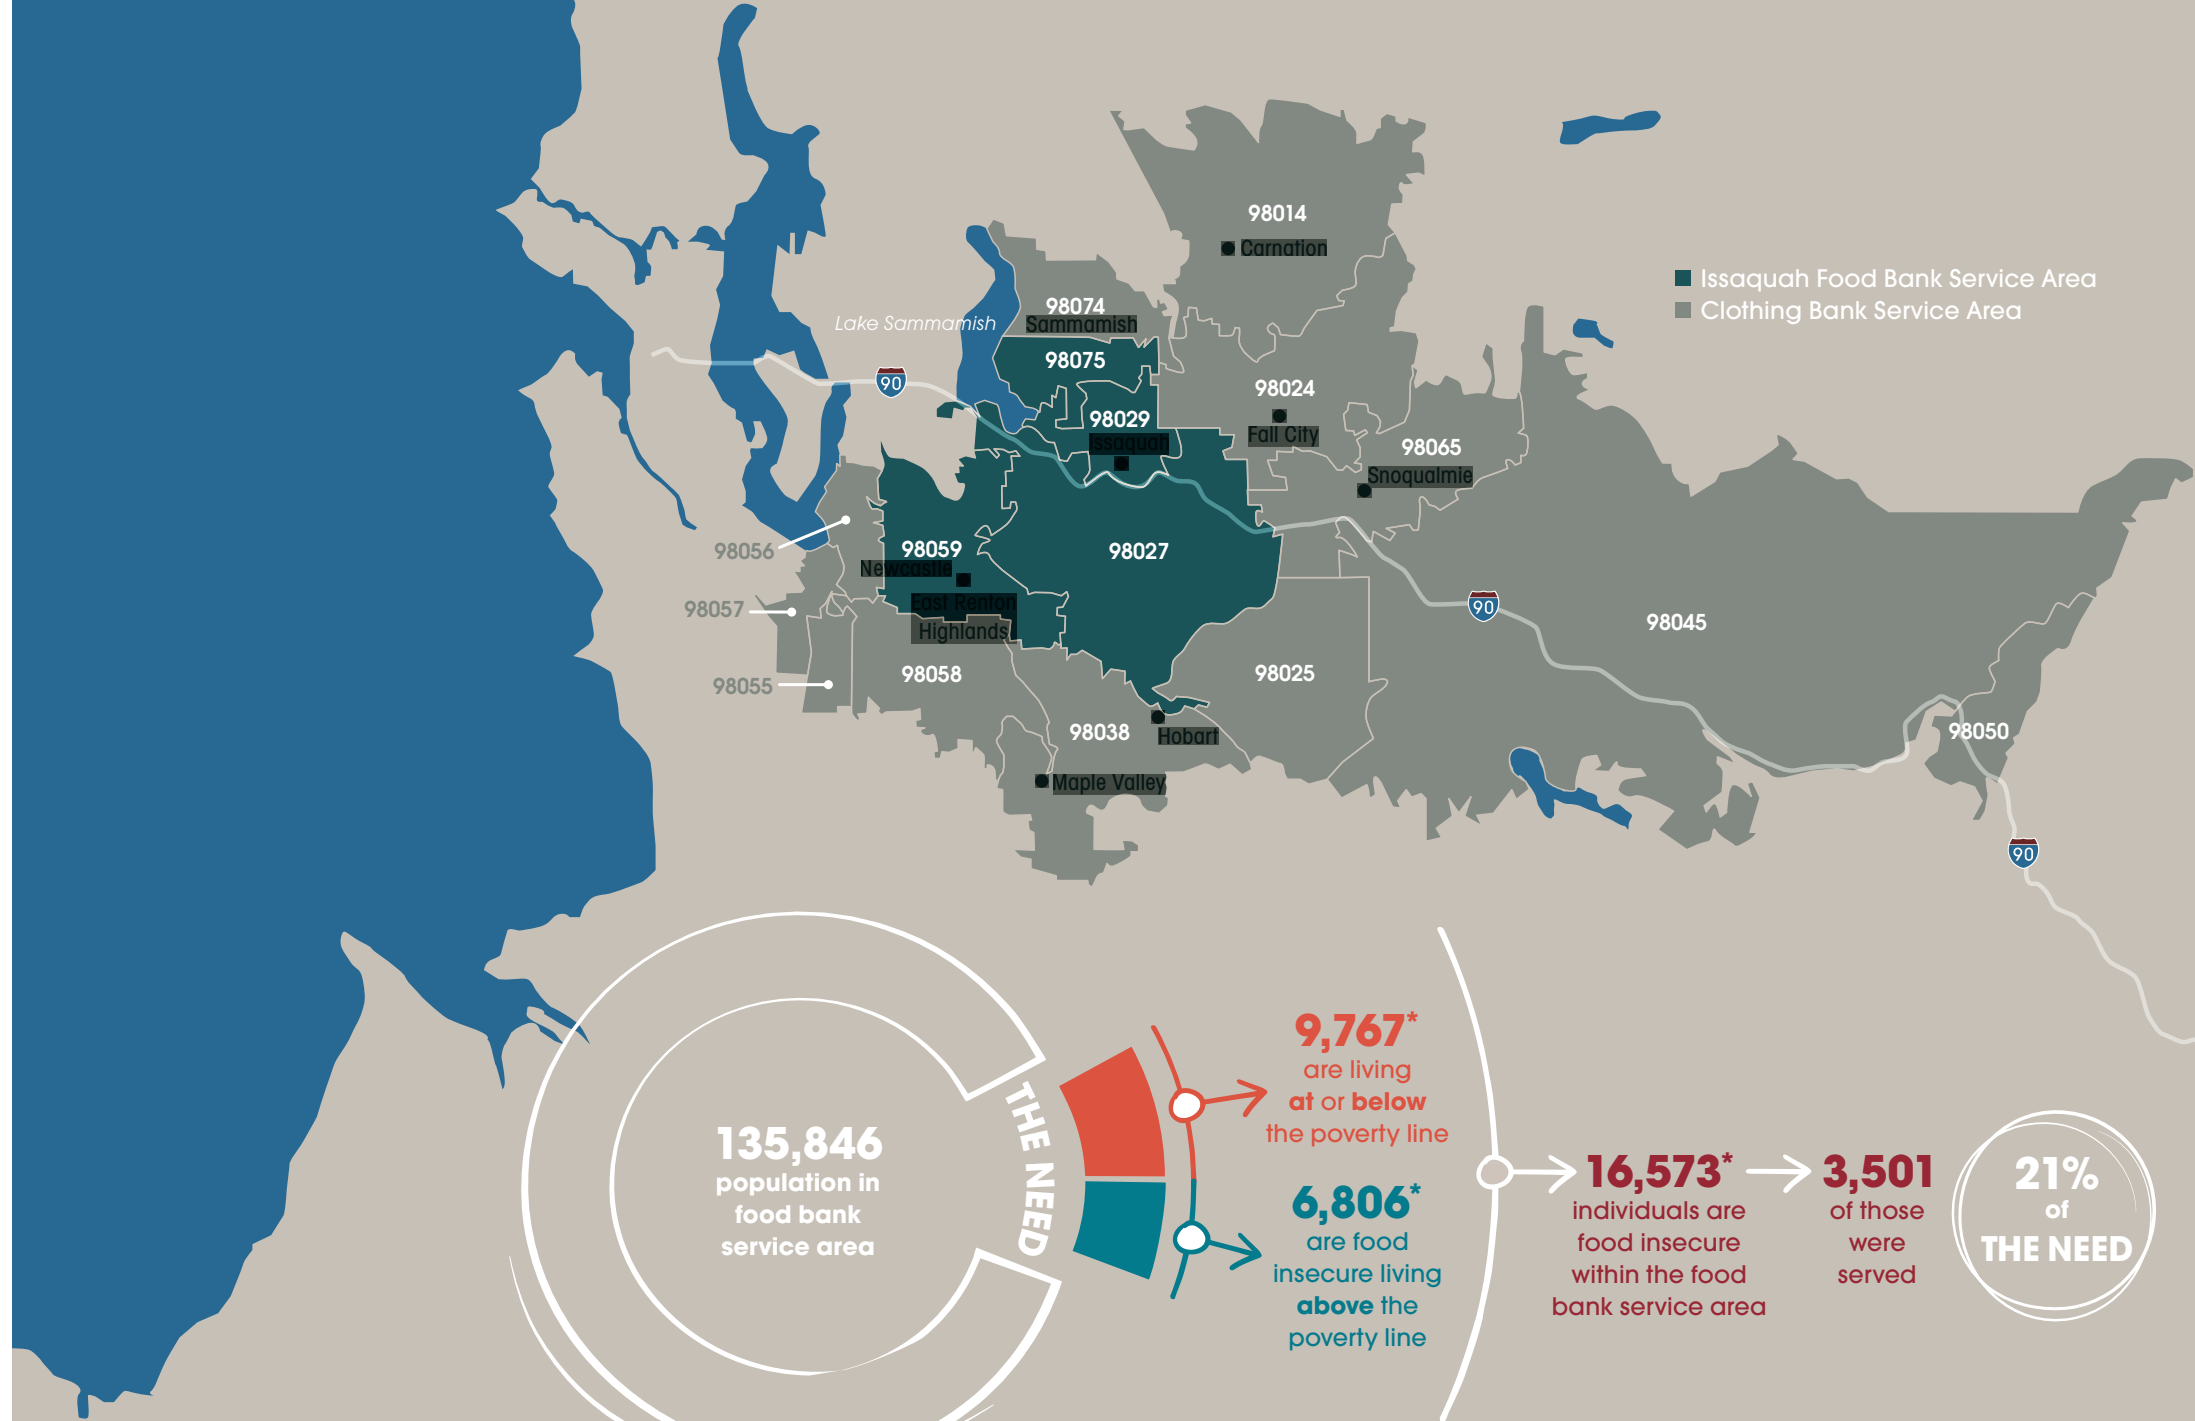 98014
Carnation
Issaquah Food Bank Service Area
Clothing Bank Service Area
98074
Lake Sammamish
Sammamish
98075
90
98024
98029
Fall City
Issaquah
98065
Snoqualmie
98056
98059
98027
Newcastle
East Renton
Highlands
98057
90
98045
98058
98025
98055
98038
Hobart
98050
Maple Valley
90
135,846
population in
food bank
service area
THE NEED
9,767*
are living
at or below
the poverty line
6,806*
are food
insecure living
above the
poverty line
16,573*
individuals are
food insecure
within the food
bank service area
3,501
of those
were
served
21%
of
THE NEED